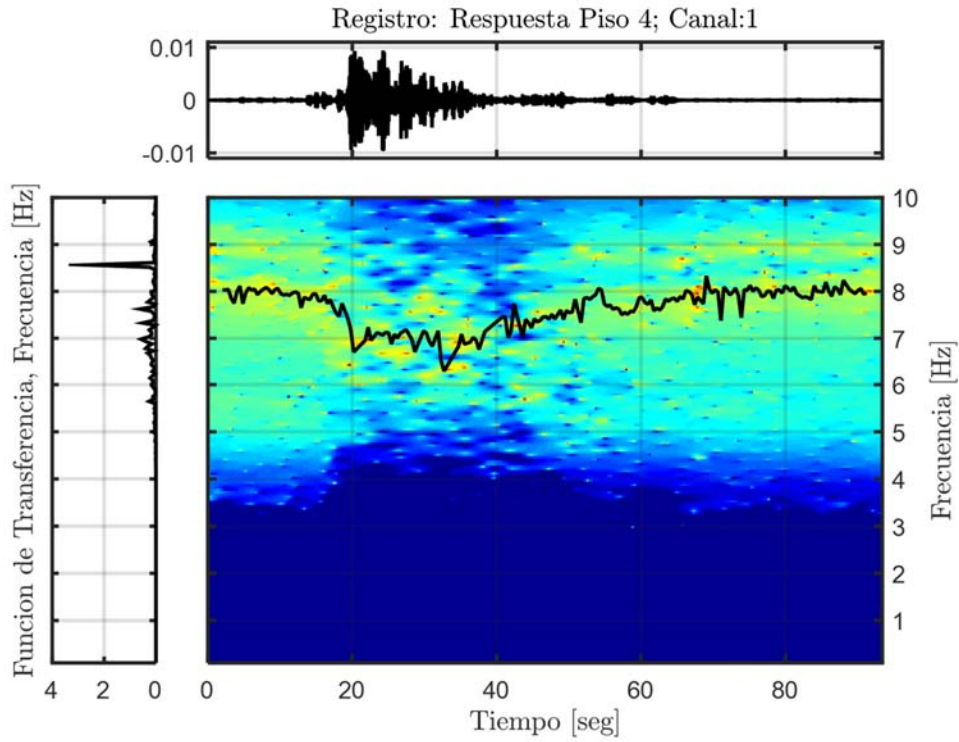 Registro: Respuesta Piso 4; Canal:1
0.01
0
-0.01
Funcion de Transferencia, Frecuencia [Hz]
4 2 0
10
9
8
7
6
5
4
3
2
1
Frecuencia [Hz]
0 20 40 60 80
Tiempo [seg]